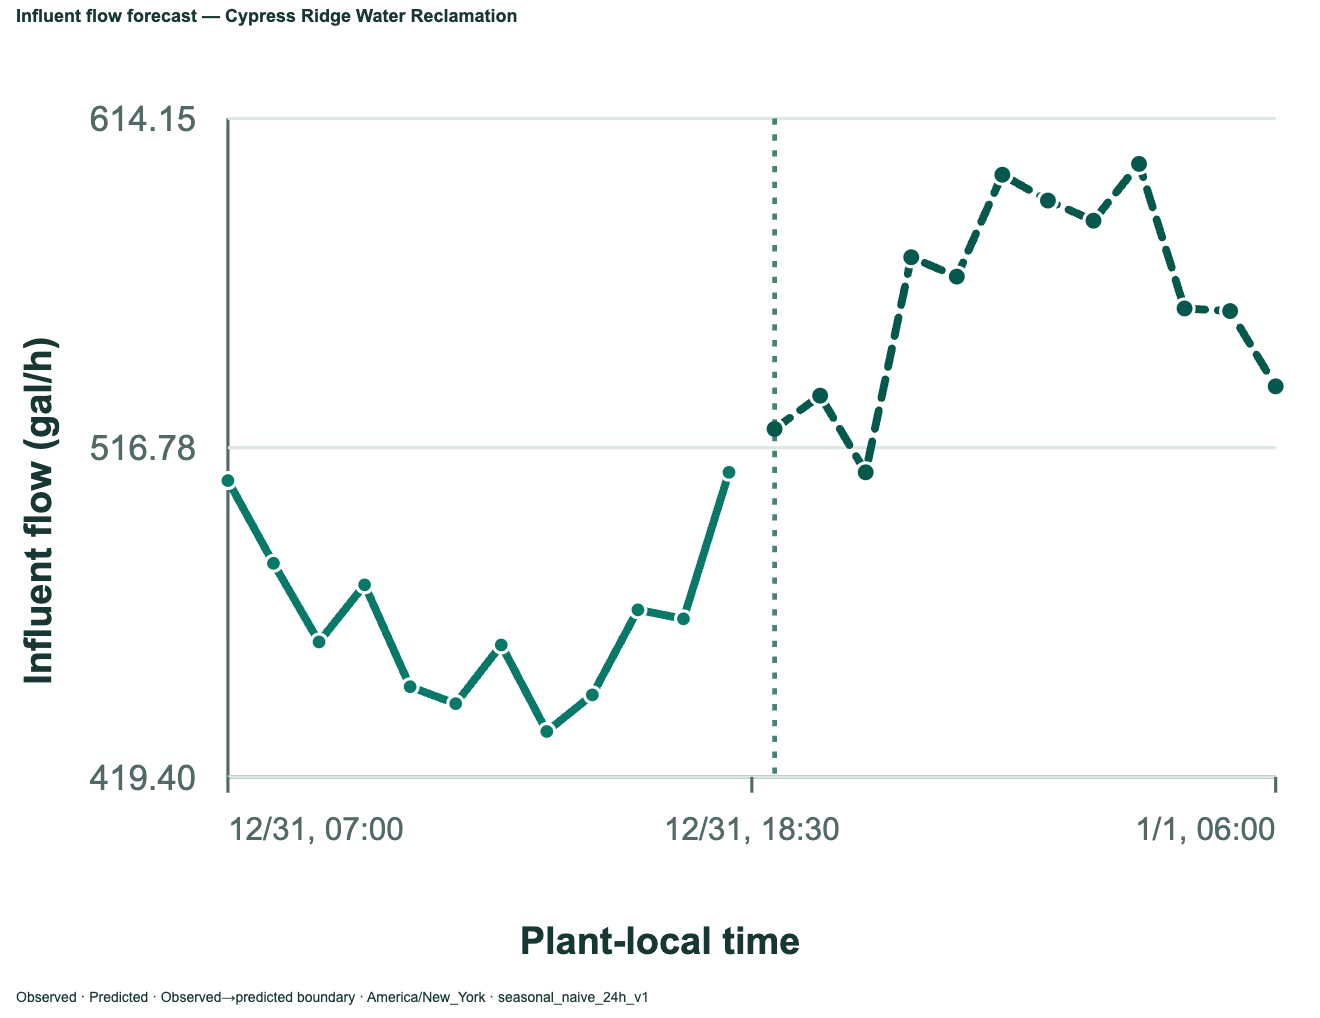 Influent flow forecast — Cypress Ridge Water Reclamation
614.15
516.78
419.40
Influent flow (gal/h)
12/31, 07:00
12/31, 18:30
1/1, 06:00
Plant-local time
Observed · Predicted · Observed→predicted boundary · America/New_York · seasonal_naive_24h_v1